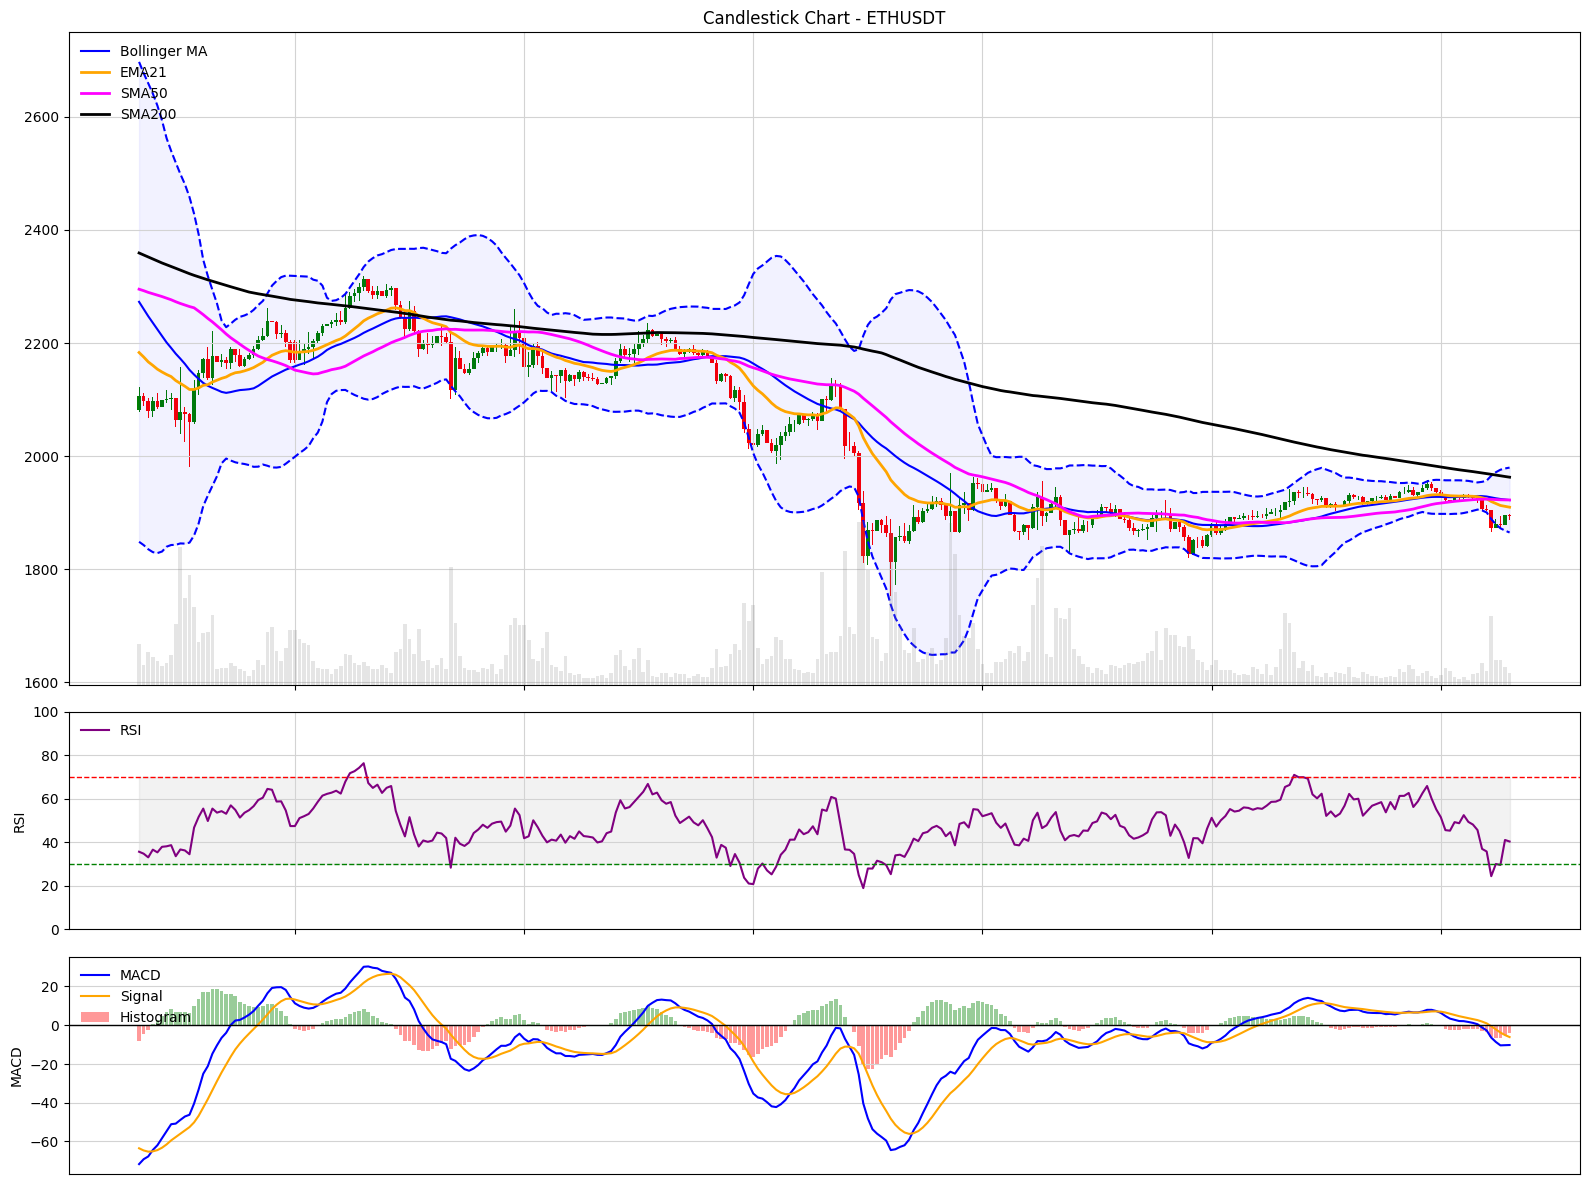 Candlestick Chart - ETHUSDT
Bollinger MA
EMA21
SMA50
SMA200
2600
2400
2200
2000
1800
1600
RSI
RSI
100
80
60
40
20
0
MACD
Signal
Histogram
MACD
20
0
−20
−40
−60